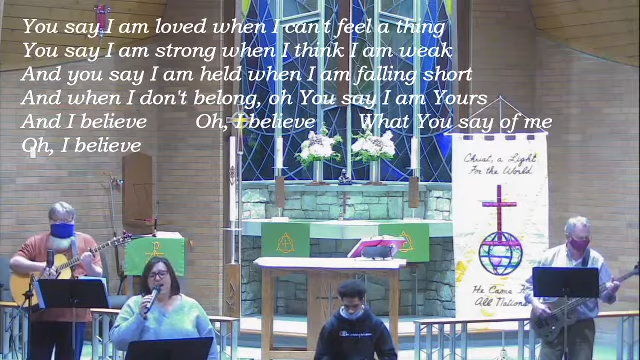 You say I am loved when I can't feel a thing
You say I am strong when I think I am weak
And you say I am held when I am falling short
And when I don't belong, oh You say I am Yours
And I believe Oh, I believe What You say of me
Oh, I believe
Christ, a Light
For the World
He Came
All Nations